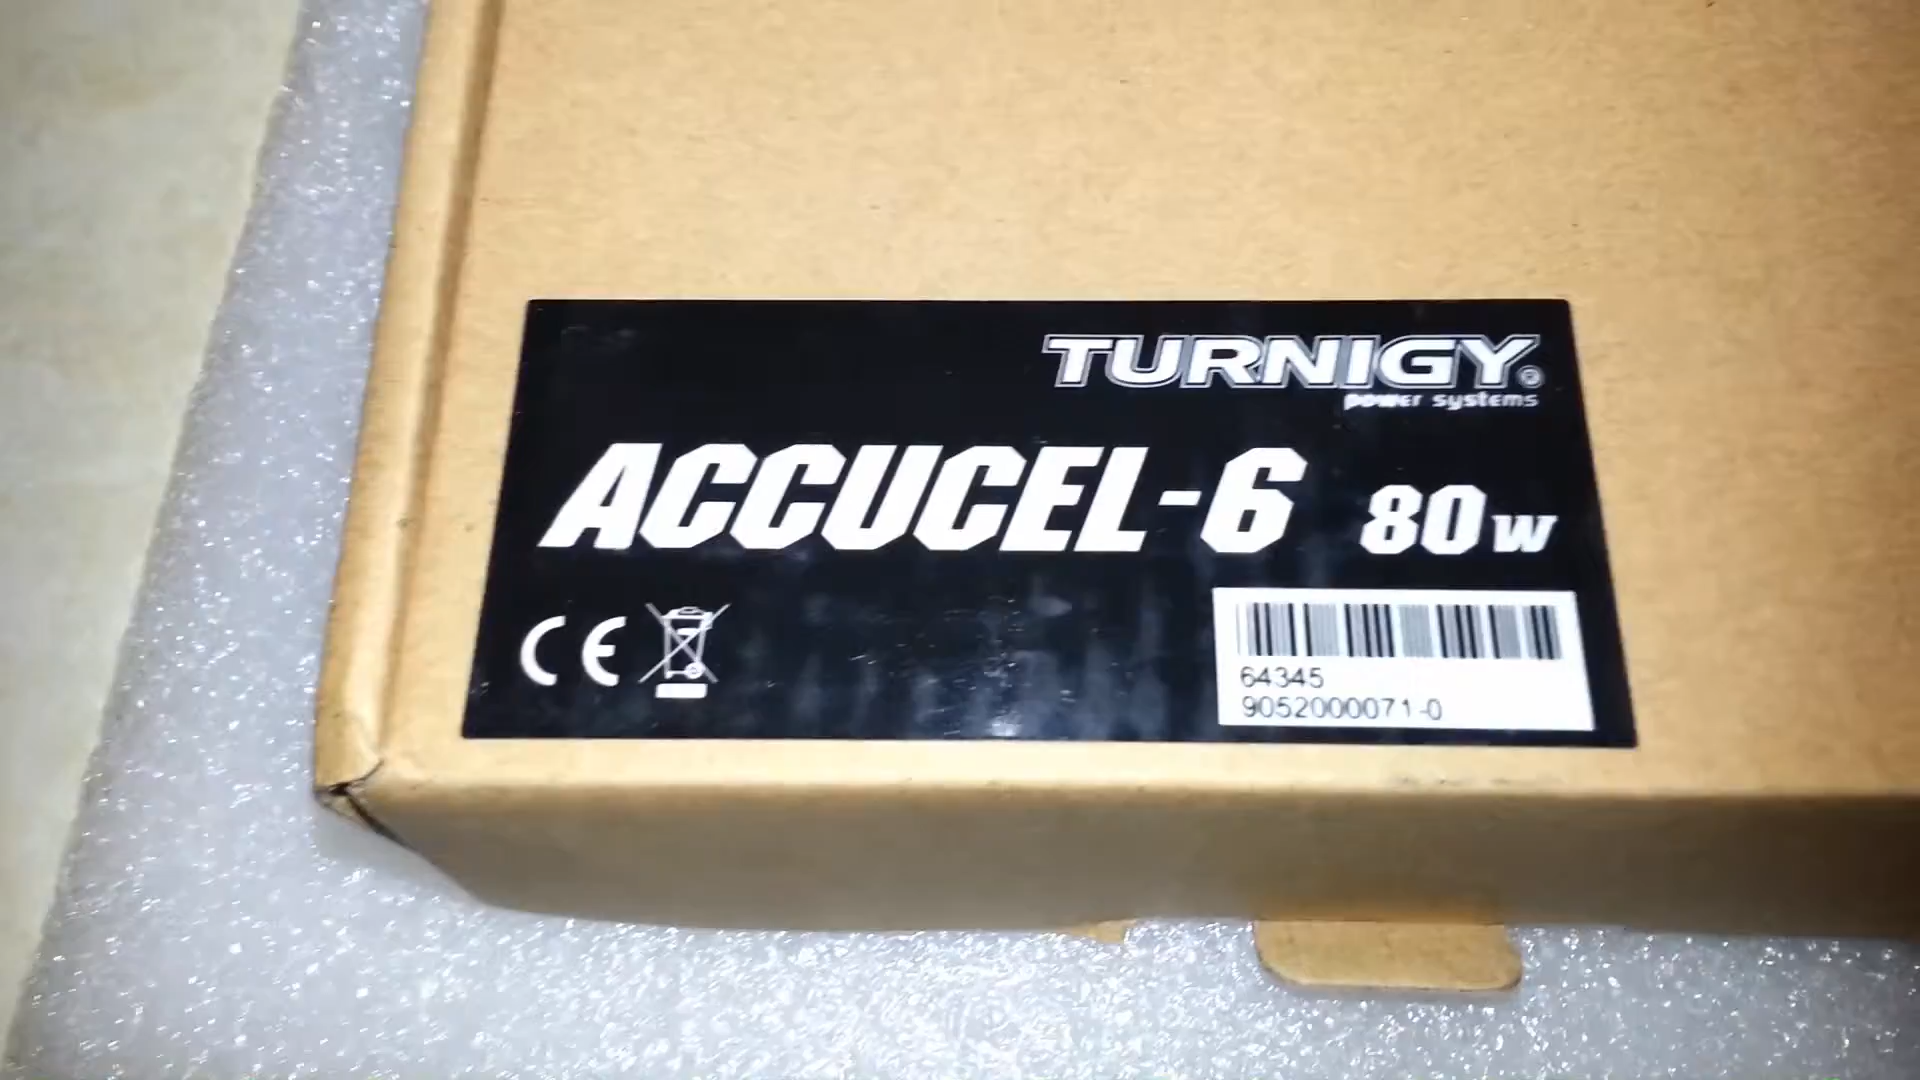 TURNIGY®
power systems
ACCUCEL-6 80W
CE
64345
9052000071-0